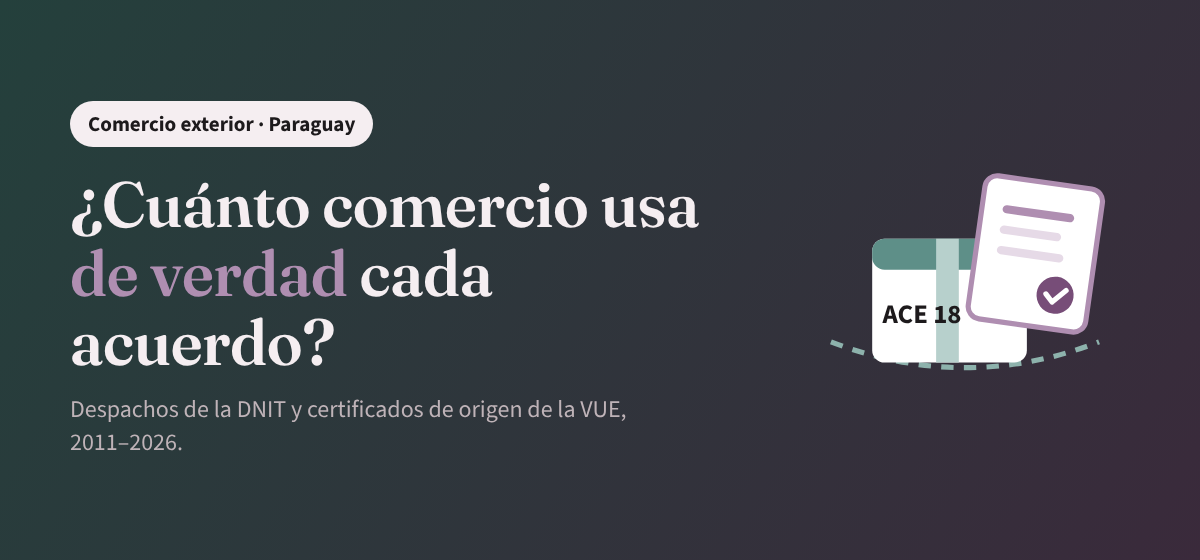 Comercio exterior · Paraguay
¿Cuánto comercio usa
de verdad cada
acuerdo?
Despachos de la DNIT y certificados de origen de la VUE,
2011–2026.
ACE 18